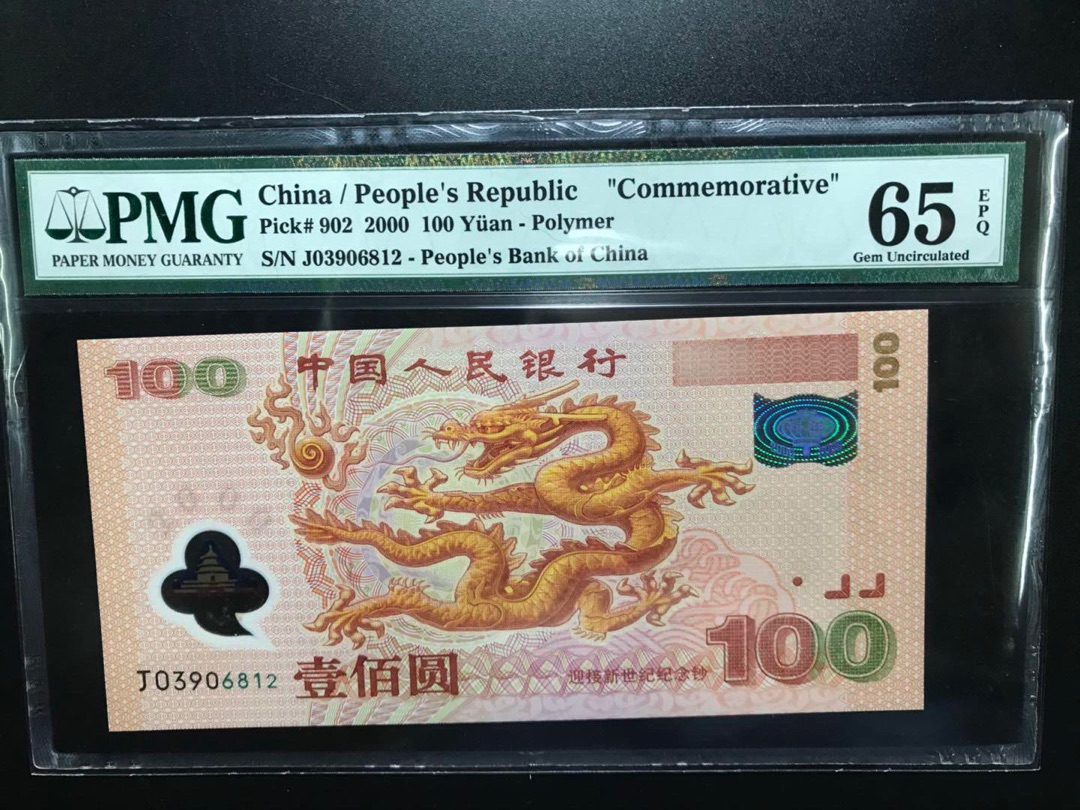 PMG
PAPER MONEY GUARANTY
China / People's Republic "Commemorative"
Pick# 902 2000 100 Yüan - Polymer
S/N J03906812 - People's Bank of China
65
EPQ
Gem Uncirculated
100
中国人民银行
100
2000
J03906812
壹佰圆
迎接新世纪纪念钞
100